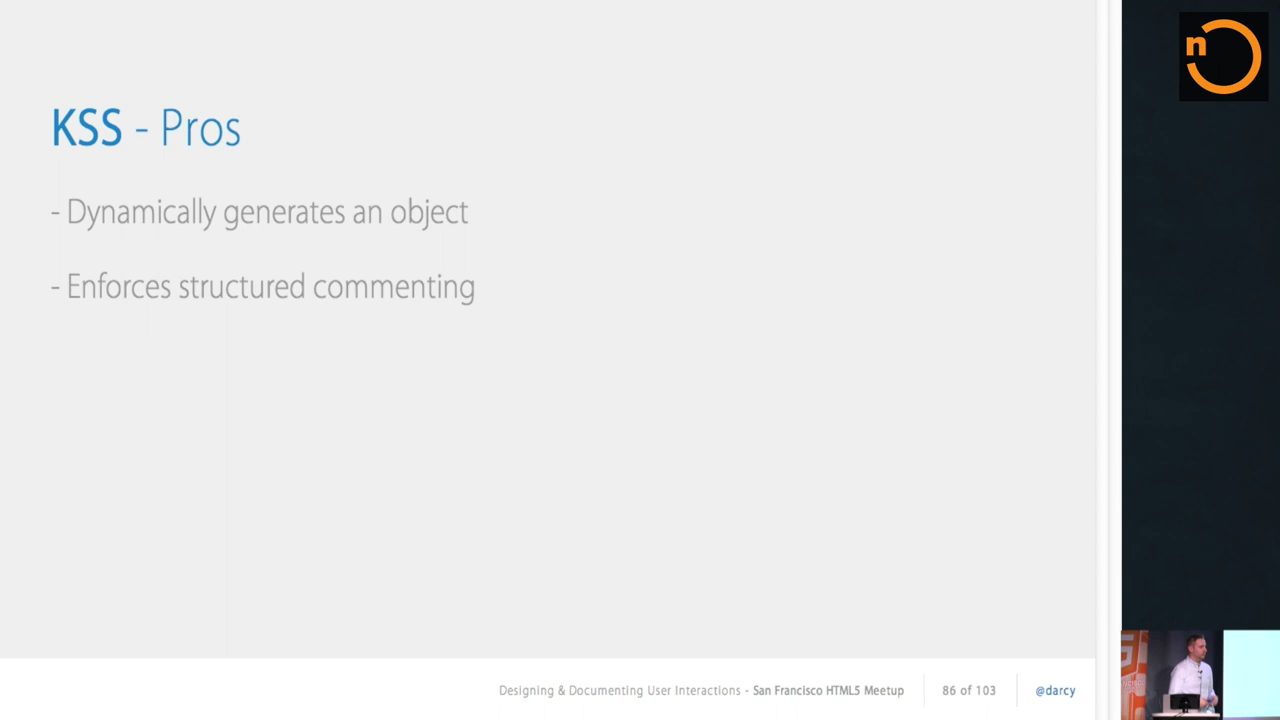 KSS - Pros
- Dynamically generates an object
- Enforces structured commenting
Designing & Documenting User Interactions - San Francisco HTML5 Meetup
86 of 103
@darcy
n